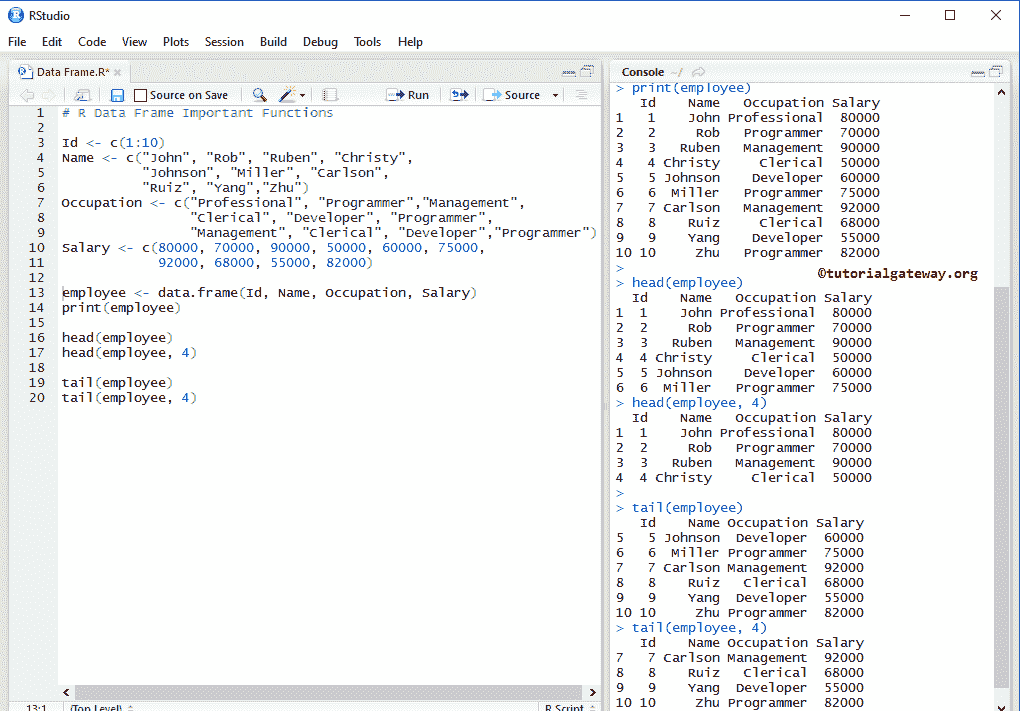 RStudio
File Edit Code View Plots Session Build Debug Tools Help
Data Frame.R*
Source on Save Run Source
1 # R Data Frame Important Functions
2
3 Id <- c(1:10)
4 Name <- c("John", "Rob", "Ruben", "Christy",
5 "Johnson", "Miller", "Carlson",
6 "Ruiz", "Yang","Zhu")
7 Occupation <- c("Professional", "Programmer","Management",
8 "Clerical", "Developer", "Programmer",
9 "Management", "Clerical", "Developer","Programmer")
10 Salary <- c(80000, 70000, 90000, 50000, 60000, 75000,
11 92000, 68000, 55000, 82000)
12
13 employee <- data.frame(Id, Name, Occupation, Salary)
14 print(employee)
15
16 head(employee)
17 head(employee, 4)
18
19 tail(employee)
20 tail(employee, 4)
13:1 (Top Level) R Script
Console ~/
> print(employee)
Id Name Occupation Salary
1 1 John Professional 80000
2 2 Rob Programmer 70000
3 3 Ruben Management 90000
4 4 Christy Clerical 50000
5 5 Johnson Developer 60000
6 6 Miller Programmer 75000
7 7 Carlson Management 92000
8 8 Ruiz Clerical 68000
9 9 Yang Developer 55000
10 10 Zhu Programmer 82000
>
©tutorialgateway.org
> head(employee)
Id Name Occupation Salary
1 1 John Professional 80000
2 2 Rob Programmer 70000
3 3 Ruben Management 90000
4 4 Christy Clerical 50000
5 5 Johnson Developer 60000
6 6 Miller Programmer 75000
> head(employee, 4)
Id Name Occupation Salary
1 1 John Professional 80000
2 2 Rob Programmer 70000
3 3 Ruben Management 90000
4 4 Christy Clerical 50000
>
> tail(employee)
Id Name Occupation Salary
5 5 Johnson Developer 60000
6 6 Miller Programmer 75000
7 7 Carlson Management 92000
8 8 Ruiz Clerical 68000
9 9 Yang Developer 55000
10 10 Zhu Programmer 82000
> tail(employee, 4)
Id Name Occupation Salary
7 7 Carlson Management 92000
8 8 Ruiz Clerical 68000
9 9 Yang Developer 55000
10 10 Zhu Programmer 82000